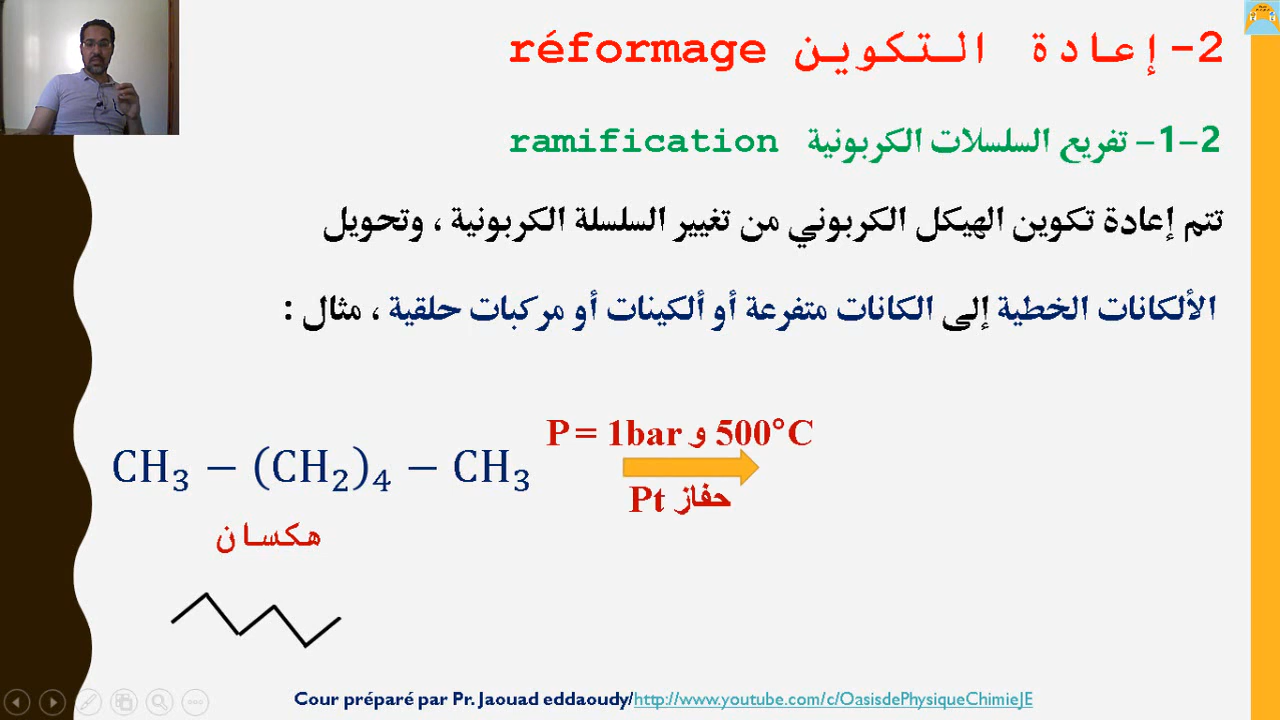 2-إعادة التكوين réformage
2-1- تفريع السلسلات الكربونية ramification
تتم إعادة تكوين الهيكل الكربوني من تغيير السلسلة الكربونية ، وتحويل
الألكانات الخطية إلى الكانات متفرعة أو ألكينات أو مركبات حلقية ، مثال :
P = 1bar و 500°C
CH₃ − (CH₂)₄ − CH₃
حفاز Pt
هكسان
Cour préparé par Pr. Jaouad eddaoudy/http://www.youtube.com/c/OasisdePhysiqueChimieJE